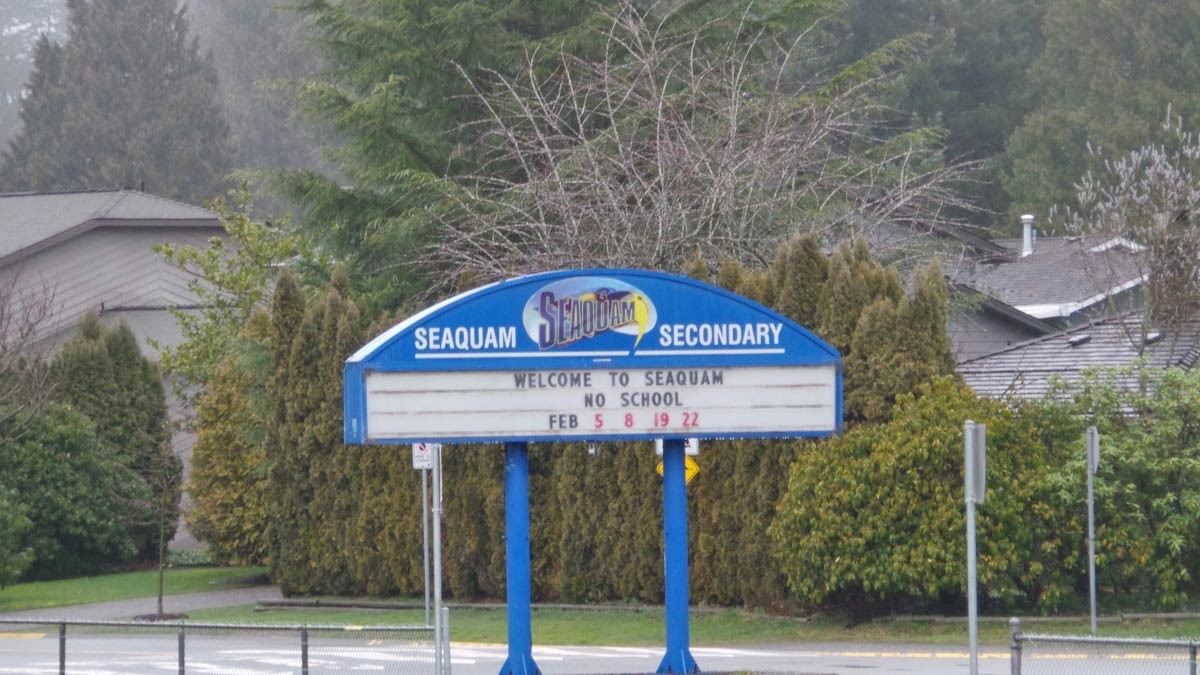 SEAQUAM SEAQUAM SECONDARY
WELCOME TO SEAQUAM
NO SCHOOL
FEB 5 8 19 22